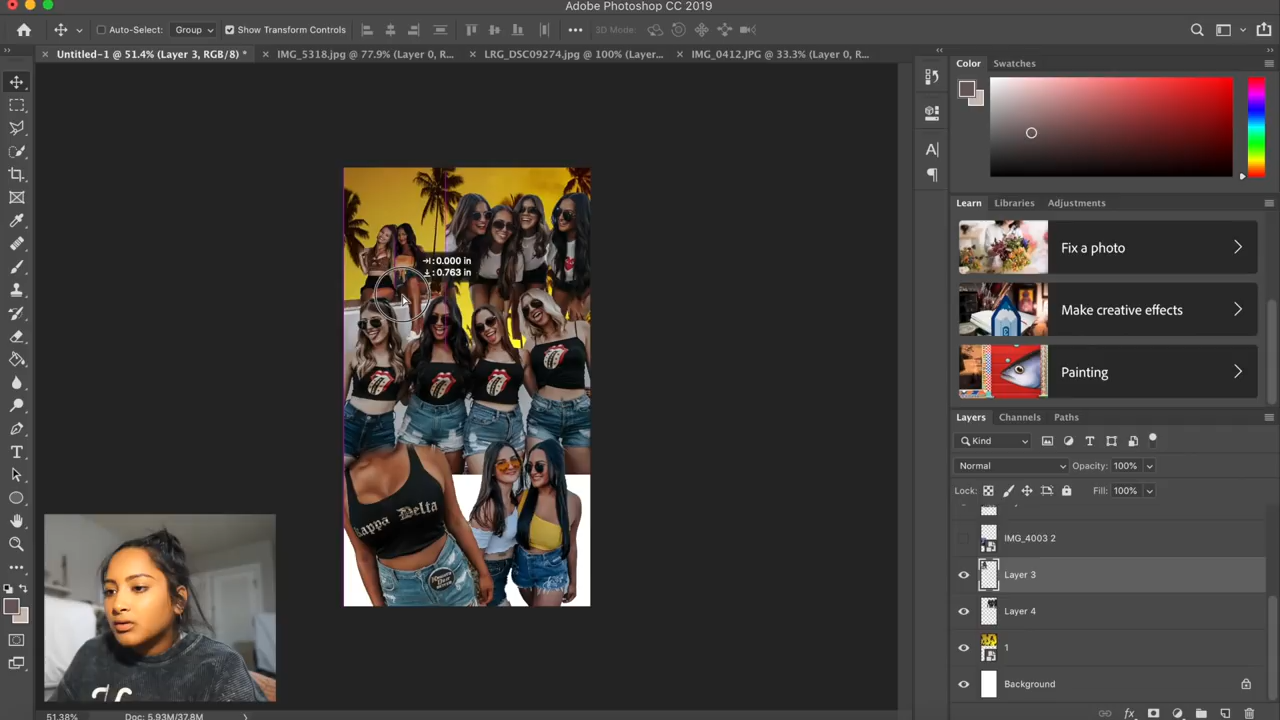 Adobe Photoshop CC 2019
Auto-Select: Group Show Transform Controls 3D Mode:
Untitled-1 @ 51.4% (Layer 3, RGB/8) * IMG_5318.jpg @ 77.9% (Layer 0, R... LRG_DSC09274.jpg @ 100% (Layer... IMG_0412.JPG @ 33.3% (Layer 0, R...
Color Swatches
Learn Libraries Adjustments
Fix a photo
Make creative effects
Painting
→: 0.000 in
↓: 0.763 in
Kappa Delta
Layers Channels Paths
Kind
Normal Opacity: 100%
Lock: Fill: 100%
IMG_4003 2
Layer 3
Layer 4
1
Background
51.38% Doc: 5.93M/37.8M